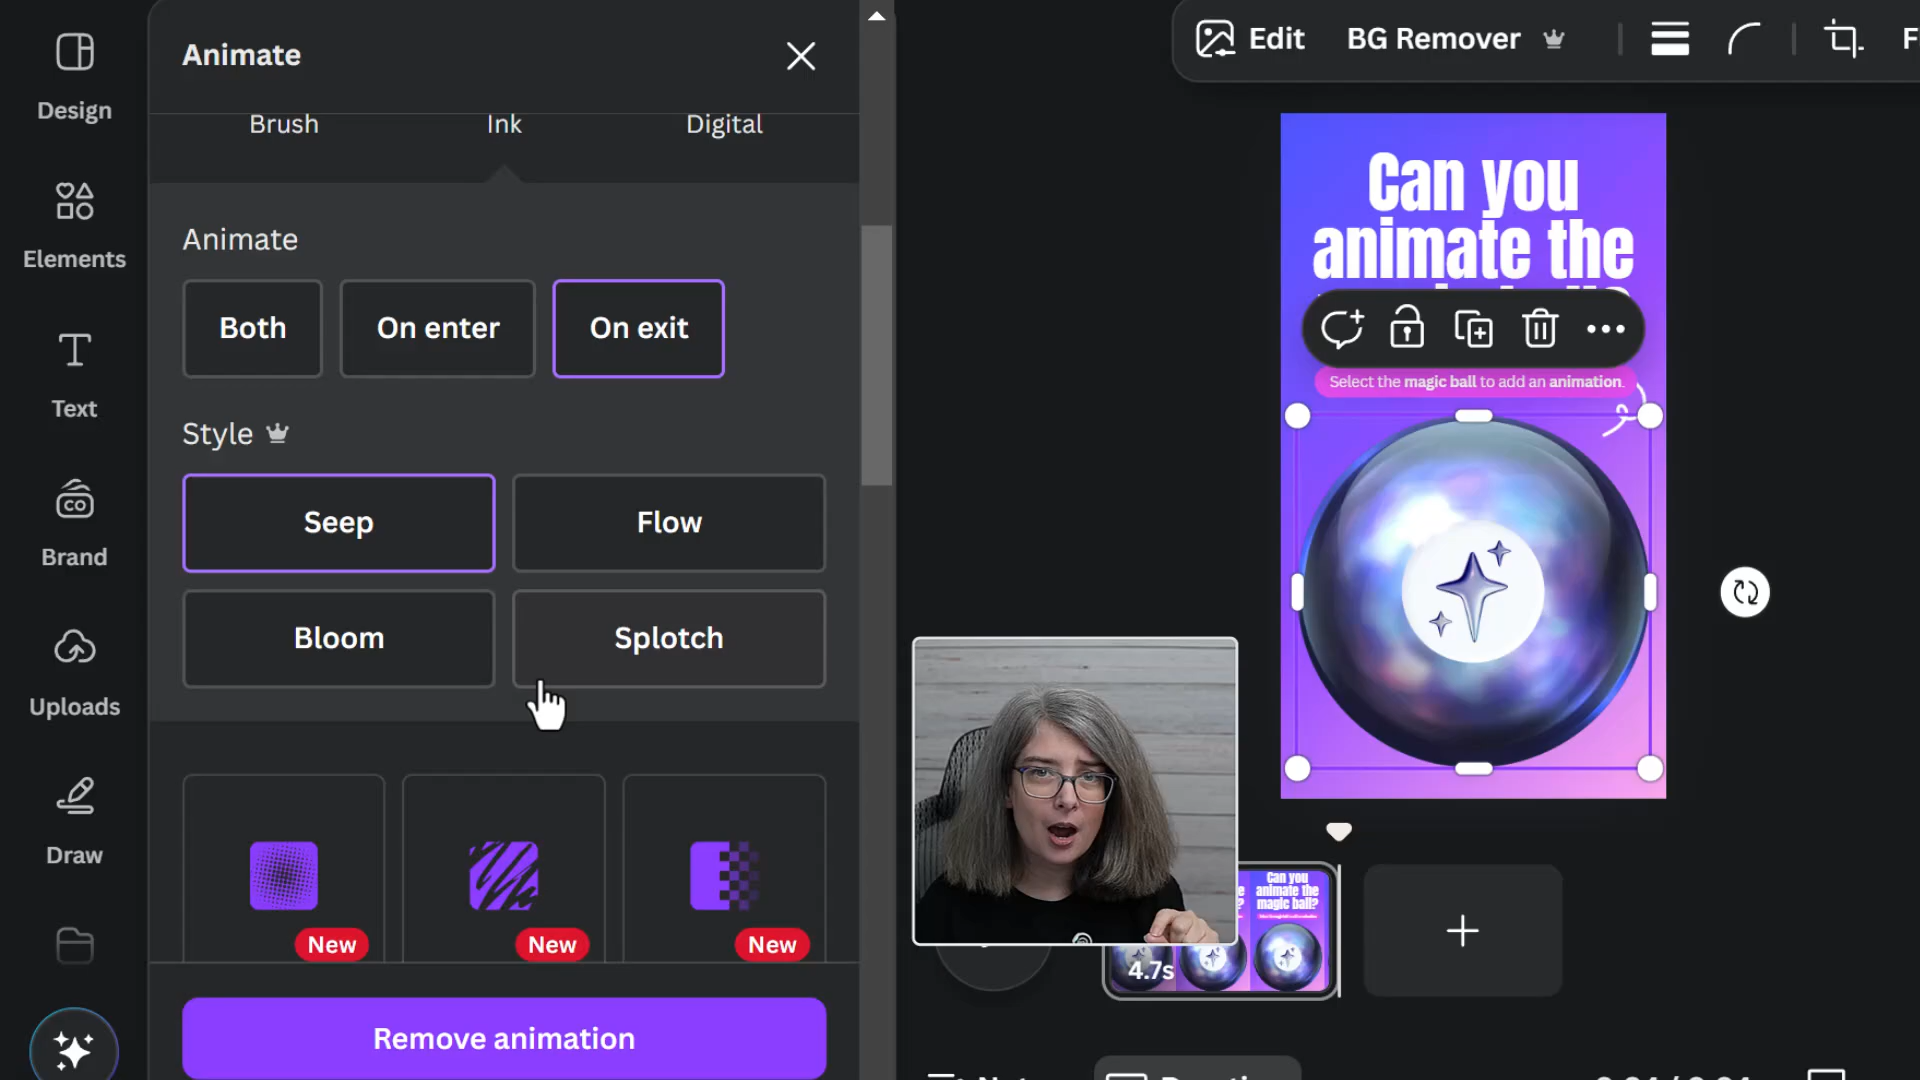 Design
Elements
Text
Brand
CO
Uploads
Draw
Animate
Brush
Ink
Digital
Animate
Both
On enter
On exit
Style
Seep
Flow
Bloom
Splotch
New
New
New
Remove animation
Edit
BG Remover
F
Can you
animate the
Select the magic ball to add an animation.
Can you
animate the
magic ball?
4.7s